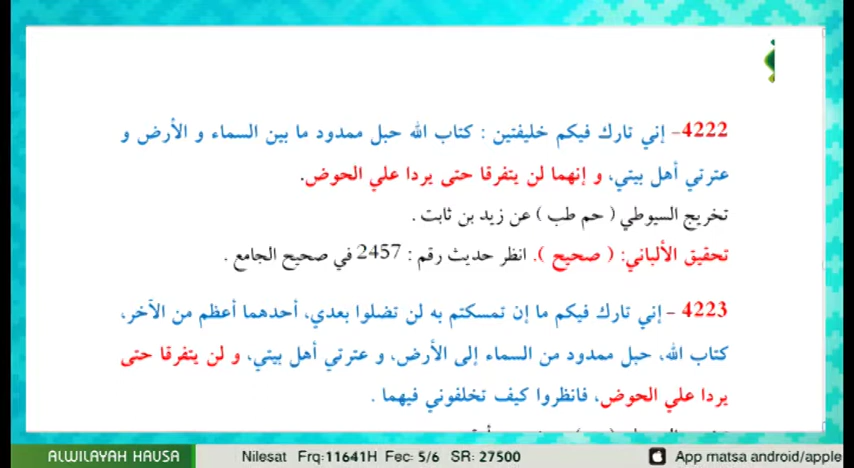 4222- إني تارك فيكم خليفتين : كتاب الله حبل ممدود ما بين السماء و الأرض و
عترتي أهل بيتي، و إنهما لن يتفرقا حتى يردا علي الحوض.
تخريج السيوطي ( حم طب ) عن زيد بن ثابت .
تحقيق الألباني: ( صحيح ). انظر حديث رقم : 2457 في صحيح الجامع .
4223 - إني تارك فيكم ما إن تمسكتم به لن تضلوا بعدي، أحدهما أعظم من الآخر،
كتاب الله، حبل ممدود من السماء إلى الأرض، و عترتي أهل بيتي، و لن يتفرقا حتى
يردا علي الحوض، فانظروا كيف تخلفوني فيهما .
ALWILAYAH HAUSA Nilesat Frq:11641H Fec: 5/6 SR: 27500 App matsa android/apple